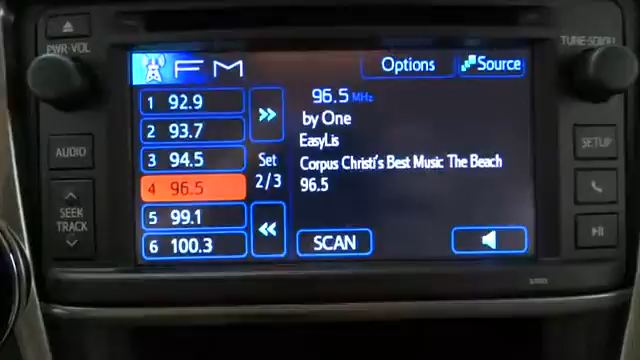 PWR·VOL
TUNE·SCROLL
FM
Options
Source
1 92.9
2 93.7
3 94.5
4 96.5
5 99.1
6 100.3
Set
2/3
96.5 MHz
by One
EasyLis
Corpus Christi's Best Music The Beach
96.5
SCAN
AUDIO
SEEK
TRACK
SETUP